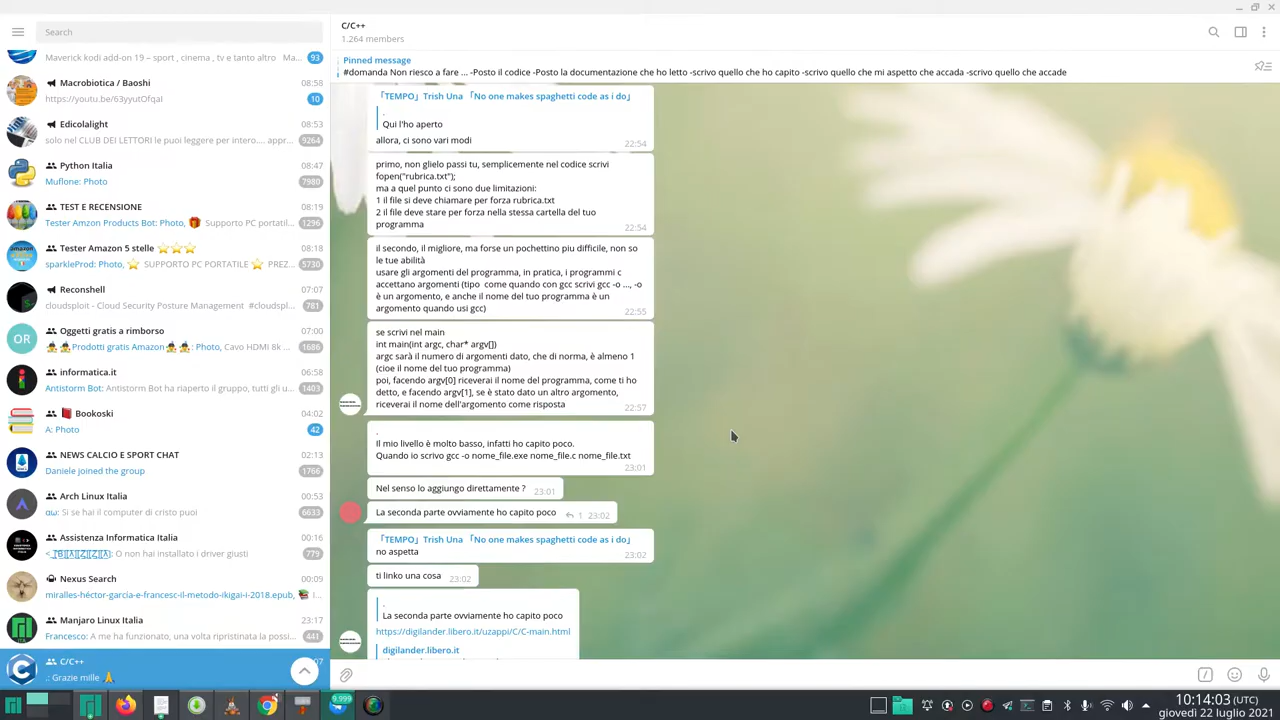 Search
C/C++
1.264 members
Pinned message
#domanda Non riesco a fare ... -Posto il codice -Posto la documentazione che ho letto -scrivo quello che ho capito -scrivo quello che mi aspetto che accada -scrivo quello che accade
Maverick kodi add-on 19 – sport , cinema , tv e tanto altro Ma...
93
Macrobiotica / Baoshi
08:58
https://youtu.be/63yyutOfqaI
10
Edicolalight
08:53
solo nel CLUB DEI LETTORI le puoi leggere per intero.... appr...
9264
Python Italia
08:47
Muflone: Photo
7980
TEST E RECENSIONE
08:19
Tester Amzon Products Bot: Photo, 🎁 Supporto PC portatil...
1296
Tester Amazon 5 stelle ⭐⭐⭐
08:18
sparkleProd: Photo, ⭐ SUPPORTO PC PORTATILE ⭐ PREZ...
5730
Reconshell
07:07
cloudsploit - Cloud Security Posture Management #cloudspl...
781
OR
Oggetti gratis a rimborso
07:00
Prodotti gratis Amazon: Photo, Cavo HDMI 8k ...
1686
informatica.it
06:58
Antistorm Bot: Antistorm Bot ha riaperto il gruppo, tutti gli u...
1403
Bookoski
04:02
A: Photo
42
NEWS CALCIO E SPORT CHAT
02:13
Daniele joined the group
1766
Arch Linux Italia
00:53
αω: Si se hai il computer di cristo puoi
6633
Assistenza Informatica Italia
00:16
O non hai installato i driver giusti
779
Nexus Search
00:09
miralles-héctor-garcía-e-francesc-il-metodo-ikigai-i-2018.epub, 📚 I...
Manjaro Linux Italia
23:17
Francesco: A me ha funzionato, una volta ripristinata la possi...
441
C/C++
.: Grazie mille 🙏
「TEMPO」Trish Una 「No one makes spaghetti code as i do」
.
Qui l'ho aperto
allora, ci sono vari modi
22:54
primo, non glielo passi tu, semplicemente nel codice scrivi
fopen("rubrica.txt");
ma a quel punto ci sono due limitazioni:
1 il file si deve chiamare per forza rubrica.txt
2 il file deve stare per forza nella stessa cartella del tuo
programma
22:54
il secondo, il migliore, ma forse un pochettino piu difficile, non so
le tue abilità
usare gli argomenti del programma, in pratica, i programmi c
accettano argomenti (tipo come quando con gcc scrivi gcc -o ..., -o
è un argomento, e anche il nome del tuo programma è un
argomento quando usi gcc)
22:55
se scrivi nel main
int main(int argc, char* argv[])
argc sarà il numero di argomenti dato, che di norma, è almeno 1
(cioe il nome del tuo programma)
poi, facendo argv[0] riceverai il nome del programma, come ti ho
detto, e facendo argv[1], se è stato dato un altro argomento,
riceverai il nome dell'argomento come risposta
22:57
.
Il mio livello è molto basso, infatti ho capito poco.
Quando io scrivo gcc -o nome_file.exe nome_file.c nome_file.txt
23:01
Nel senso lo aggiungo direttamente ?
23:01
La seconda parte ovviamente ho capito poco
1 23:02
「TEMPO」Trish Una 「No one makes spaghetti code as i do」
no aspetta
23:02
ti linko una cosa
23:02
.
La seconda parte ovviamente ho capito poco
https://digilander.libero.it/uzappi/C/C-main.html
digilander.libero.it
9.999
10:14:03 (UTC)
giovedì 22 luglio 2021